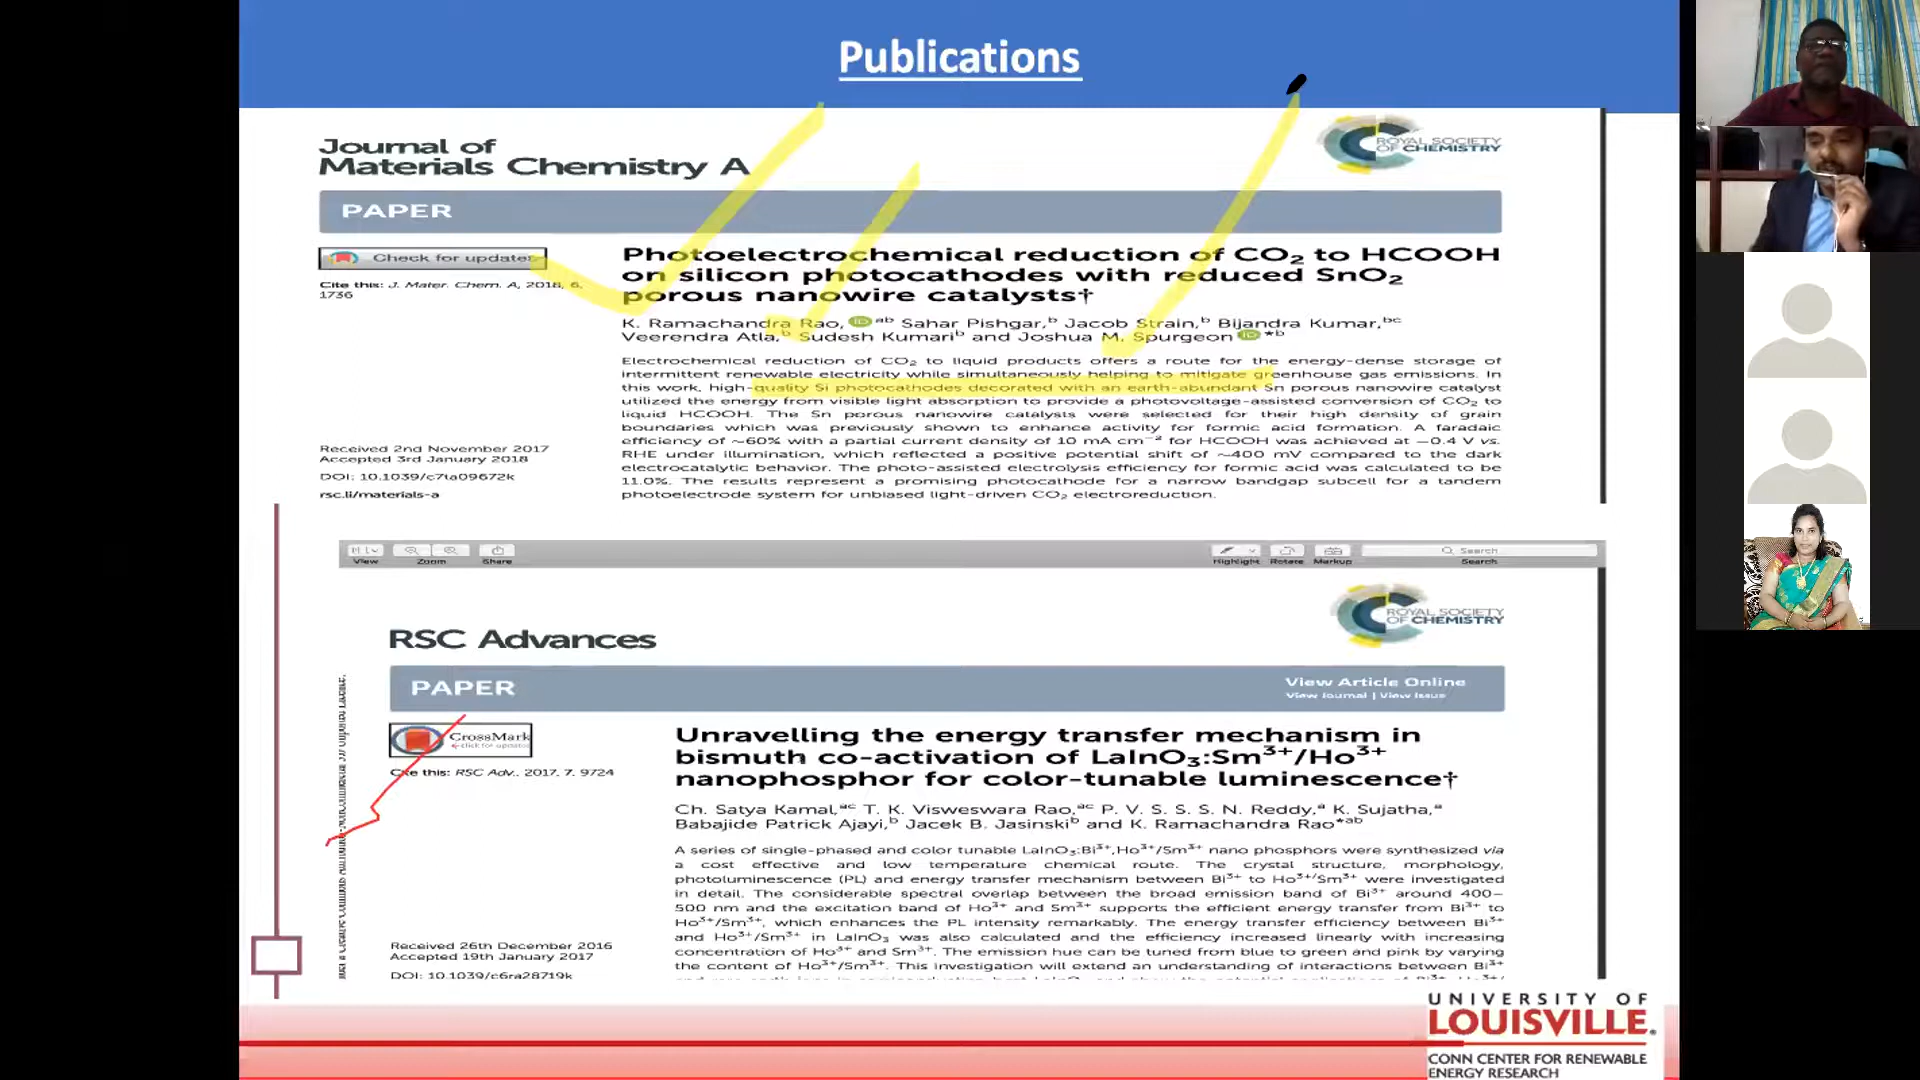 Publications
Journal of
Materials Chemistry A
ROYAL SOCIETY
OF CHEMISTRY
PAPER
Check for updates
Cite this: J. Mater. Chem. A, 2018, 6,
1736
Photoelectrochemical reduction of CO₂ to HCOOH
on silicon photocathodes with reduced SnO₂
porous nanowire catalysts†
K. Ramachandra Rao, iD ᵃᵇ Sahar Pishgar,ᵇ Jacob Strain,ᵇ Bijandra Kumar,ᵇᶜ
Veerendra Atla,ᵇ Sudesh Kumariᵇ and Joshua M. Spurgeon iD *ᵇ
Electrochemical reduction of CO₂ to liquid products offers a route for the energy-dense storage of
intermittent renewable electricity while simultaneously helping to mitigate greenhouse gas emissions. In
this work, high-quality Si photocathodes decorated with an earth-abundant Sn porous nanowire catalyst
utilized the energy from visible light absorption to provide a photovoltage-assisted conversion of CO₂ to
liquid HCOOH. The Sn porous nanowire catalysts were selected for their high density of grain
boundaries which was previously shown to enhance activity for formic acid formation. A faradaic
efficiency of ~60% with a partial current density of 10 mA cm⁻² for HCOOH was achieved at −0.4 V vs.
RHE under illumination, which reflected a positive potential shift of ~400 mV compared to the dark
electrocatalytic behavior. The photo-assisted electrolysis efficiency for formic acid was calculated to be
11.0%. The results represent a promising photocathode for a narrow bandgap subcell for a tandem
photoelectrode system for unbiased light-driven CO₂ electroreduction.
Received 2nd November 2017
Accepted 3rd January 2018
DOI: 10.1039/c7ta09672k
rsc.li/materials-a
View Zoom Share Highlight Rotate Markup Search
Search
RSC Advances
ROYAL SOCIETY
OF CHEMISTRY
PAPER
View Article Online
View Journal | View Issue
CrossMark
click for updates
Cite this: RSC Adv., 2017, 7, 9724
Unravelling the energy transfer mechanism in
bismuth co-activation of LaInO₃:Sm³⁺/Ho³⁺
nanophosphor for color-tunable luminescence†
Ch. Satya Kamal,ᵃᶜ T. K. Visweswara Rao,ᵃᶜ P. V. S. S. S. N. Reddy,ᵃ K. Sujatha,ᵃ
Babajide Patrick Ajayi,ᵇ Jacek B. Jasinskiᵇ and K. Ramachandra Rao*ᵃᵇ
A series of single-phased and color tunable LaInO₃:Bi³⁺,Ho³⁺/Sm³⁺ nano phosphors were synthesized via
a cost effective and low temperature chemical route. The crystal structure, morphology,
photoluminescence (PL) and energy transfer mechanism between Bi³⁺ to Ho³⁺/Sm³⁺ were investigated
in detail. The considerable spectral overlap between the broad emission band of Bi³⁺ around 400–
500 nm and the excitation band of Ho³⁺ and Sm³⁺ supports the efficient energy transfer from Bi³⁺ to
Ho³⁺/Sm³⁺, which enhances the PL intensity remarkably. The energy transfer efficiency between Bi³⁺
and Ho³⁺/Sm³⁺ in LaInO₃ was also calculated and the efficiency increased linearly with increasing
concentration of Ho³⁺ and Sm³⁺. The emission hue can be tuned from blue to green and pink by varying
the content of Ho³⁺/Sm³⁺. This investigation will extend an understanding of interactions between Bi³⁺
Received 26th December 2016
Accepted 19th January 2017
DOI: 10.1039/c6ra28719k
UNIVERSITY OF
LOUISVILLE.
CONN CENTER FOR RENEWABLE
ENERGY RESEARCH